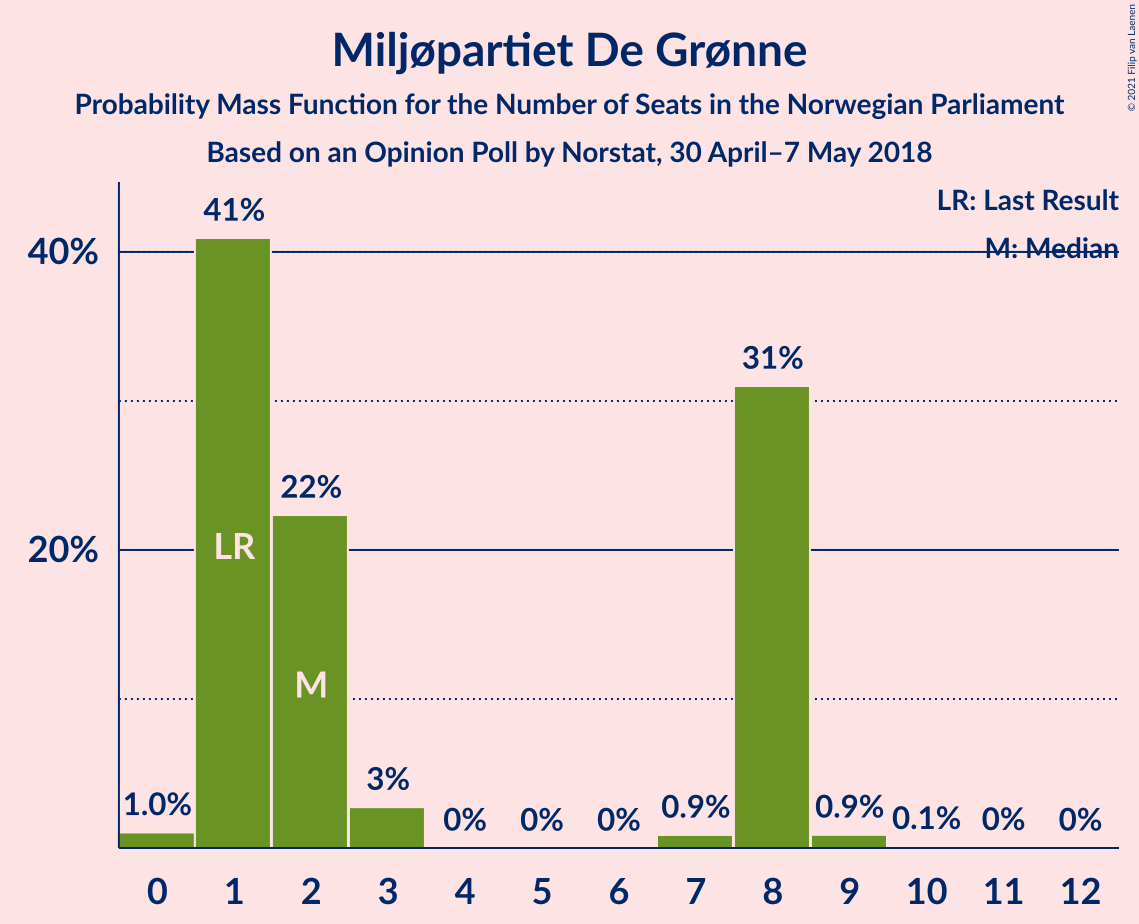 Miljøpartiet De Grønne
Probability Mass Function for the Number of Seats in the Norwegian Parliament
Based on an Opinion Poll by Norstat, 30 April–7 May 2018
© 2021 Filip van Laenen
LR: Last Result
M: Median
40%
20%
41%
31%
22%
LR
M
1.0%
3%
0%
0%
0%
0.9%
0.9%
0.1%
0%
0%
0 1 2 3 4 5 6 7 8 9 10 11 12